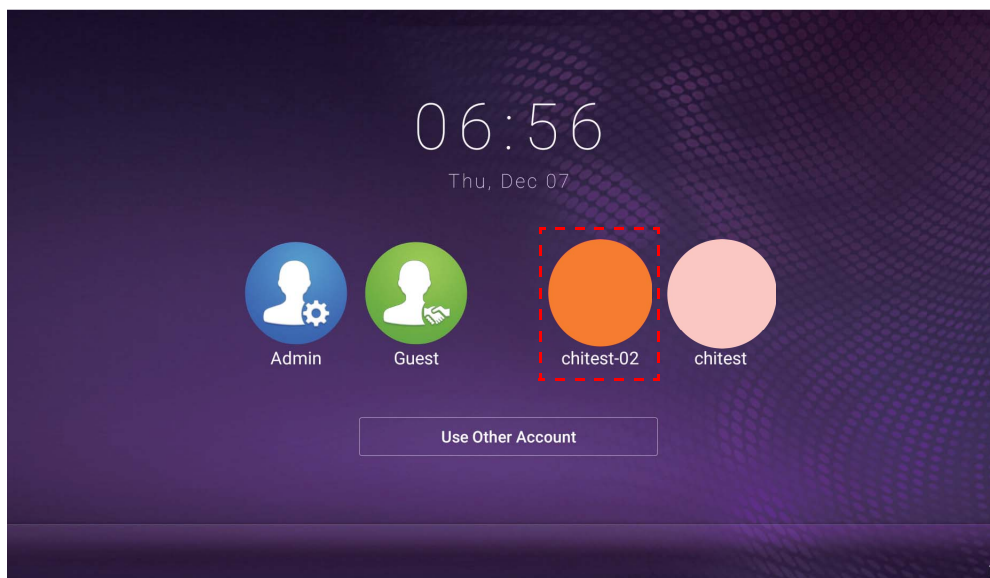 06:56
Thu, Dec 07
Admin
Guest
chitest-02
chitest
Use Other Account